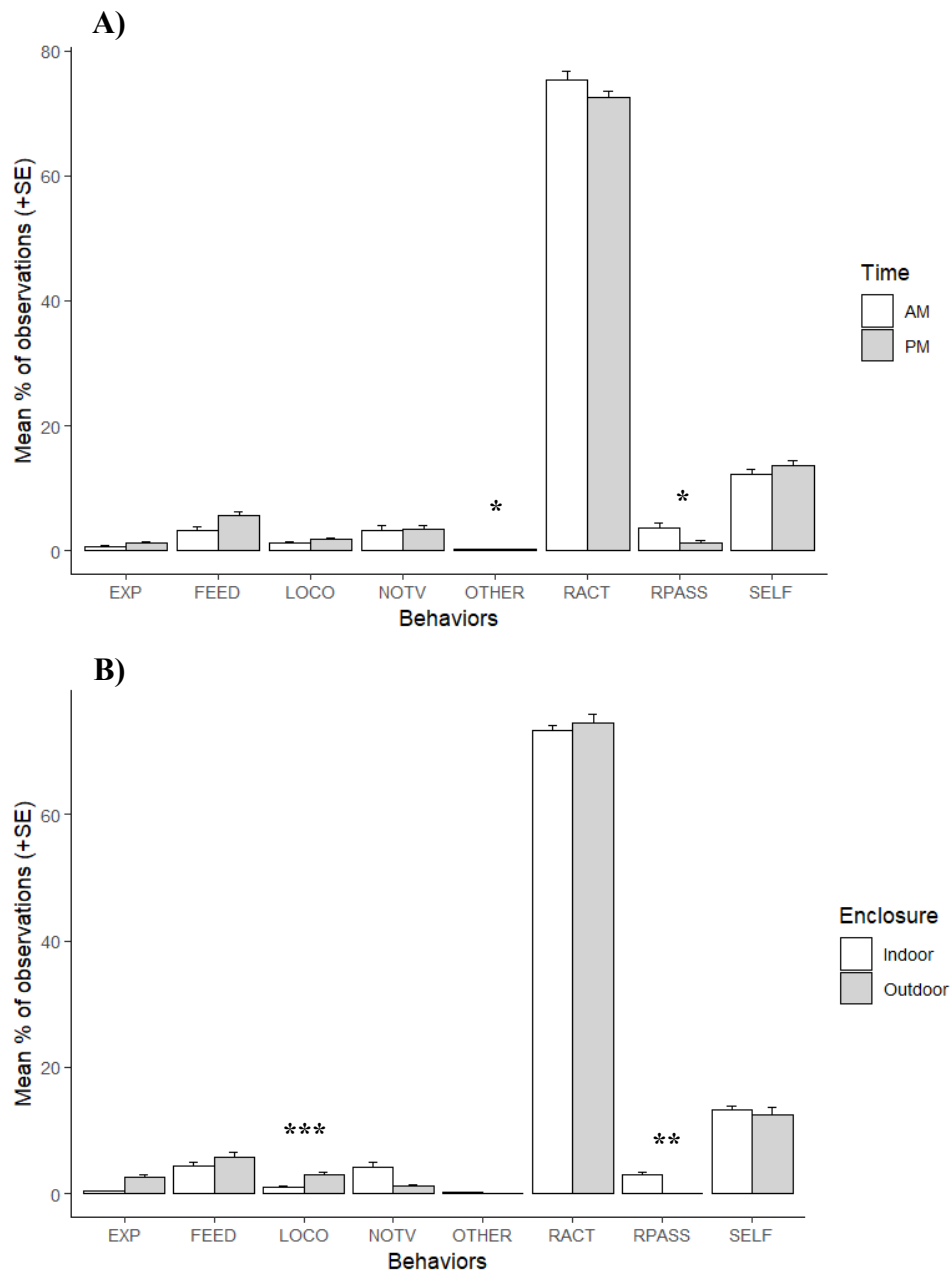 A)
Mean % of observations (+SE)
80
60
40
20
0
*
*
EXP FEED LOCO NOTV OTHER RACT RPASS SELF
Behaviors
Time
AM
PM
B)
Mean % of observations (+SE)
60
40
20
0
***
**
EXP FEED LOCO NOTV OTHER RACT RPASS SELF
Behaviors
Enclosure
Indoor
Outdoor